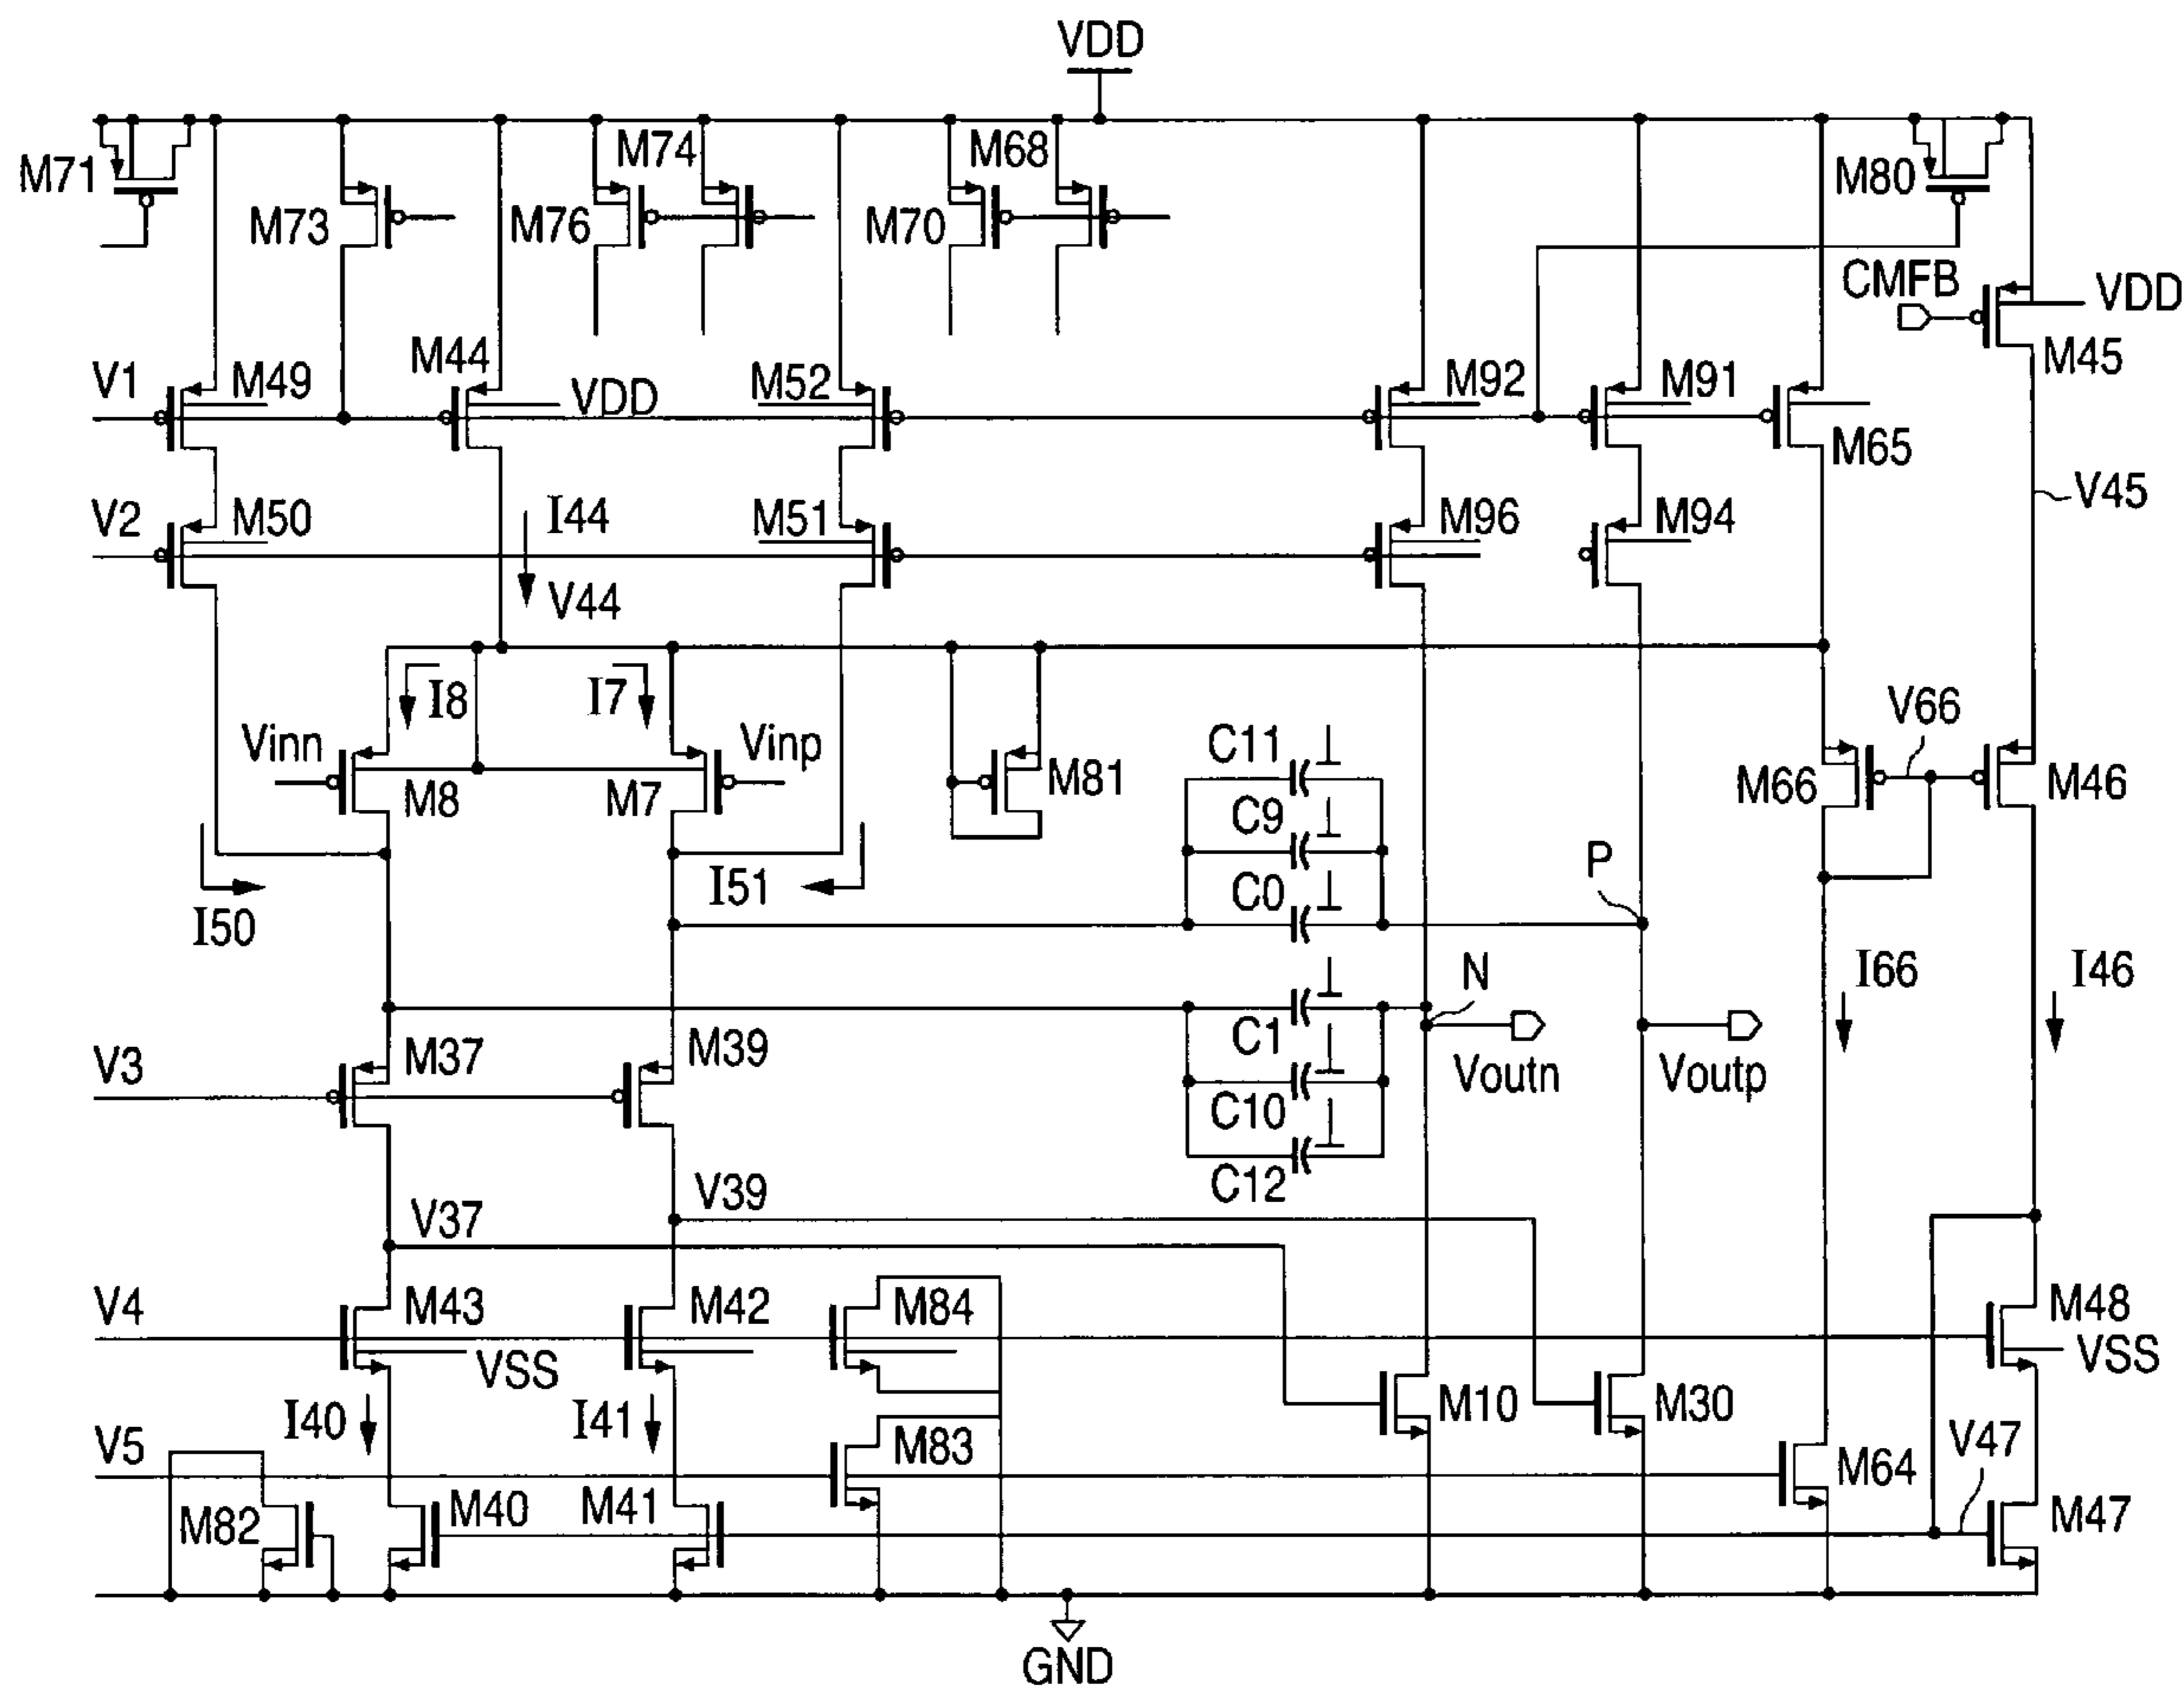 VDD
M71
M73
M76
M74
M70
M68
M80
CMFB
VDD
M45
V1
M49
M44
VDD
M52
M92
M91
M65
V2
M50
I44
V44
M51
M96
M94
V45
I8
I7
Vinn
M8
M7
Vinp
M81
C11
C9
C0
V66
M66
M46
I50
I51
P
N
I66
I46
V3
M37
M39
C1
C10
C12
Voutn
Voutp
V37
V39
V4
M43
VSS
M42
M84
M48
VSS
I40
I41
M10
M30
V5
M83
M64
V47
M82
M40
M41
M47
GND